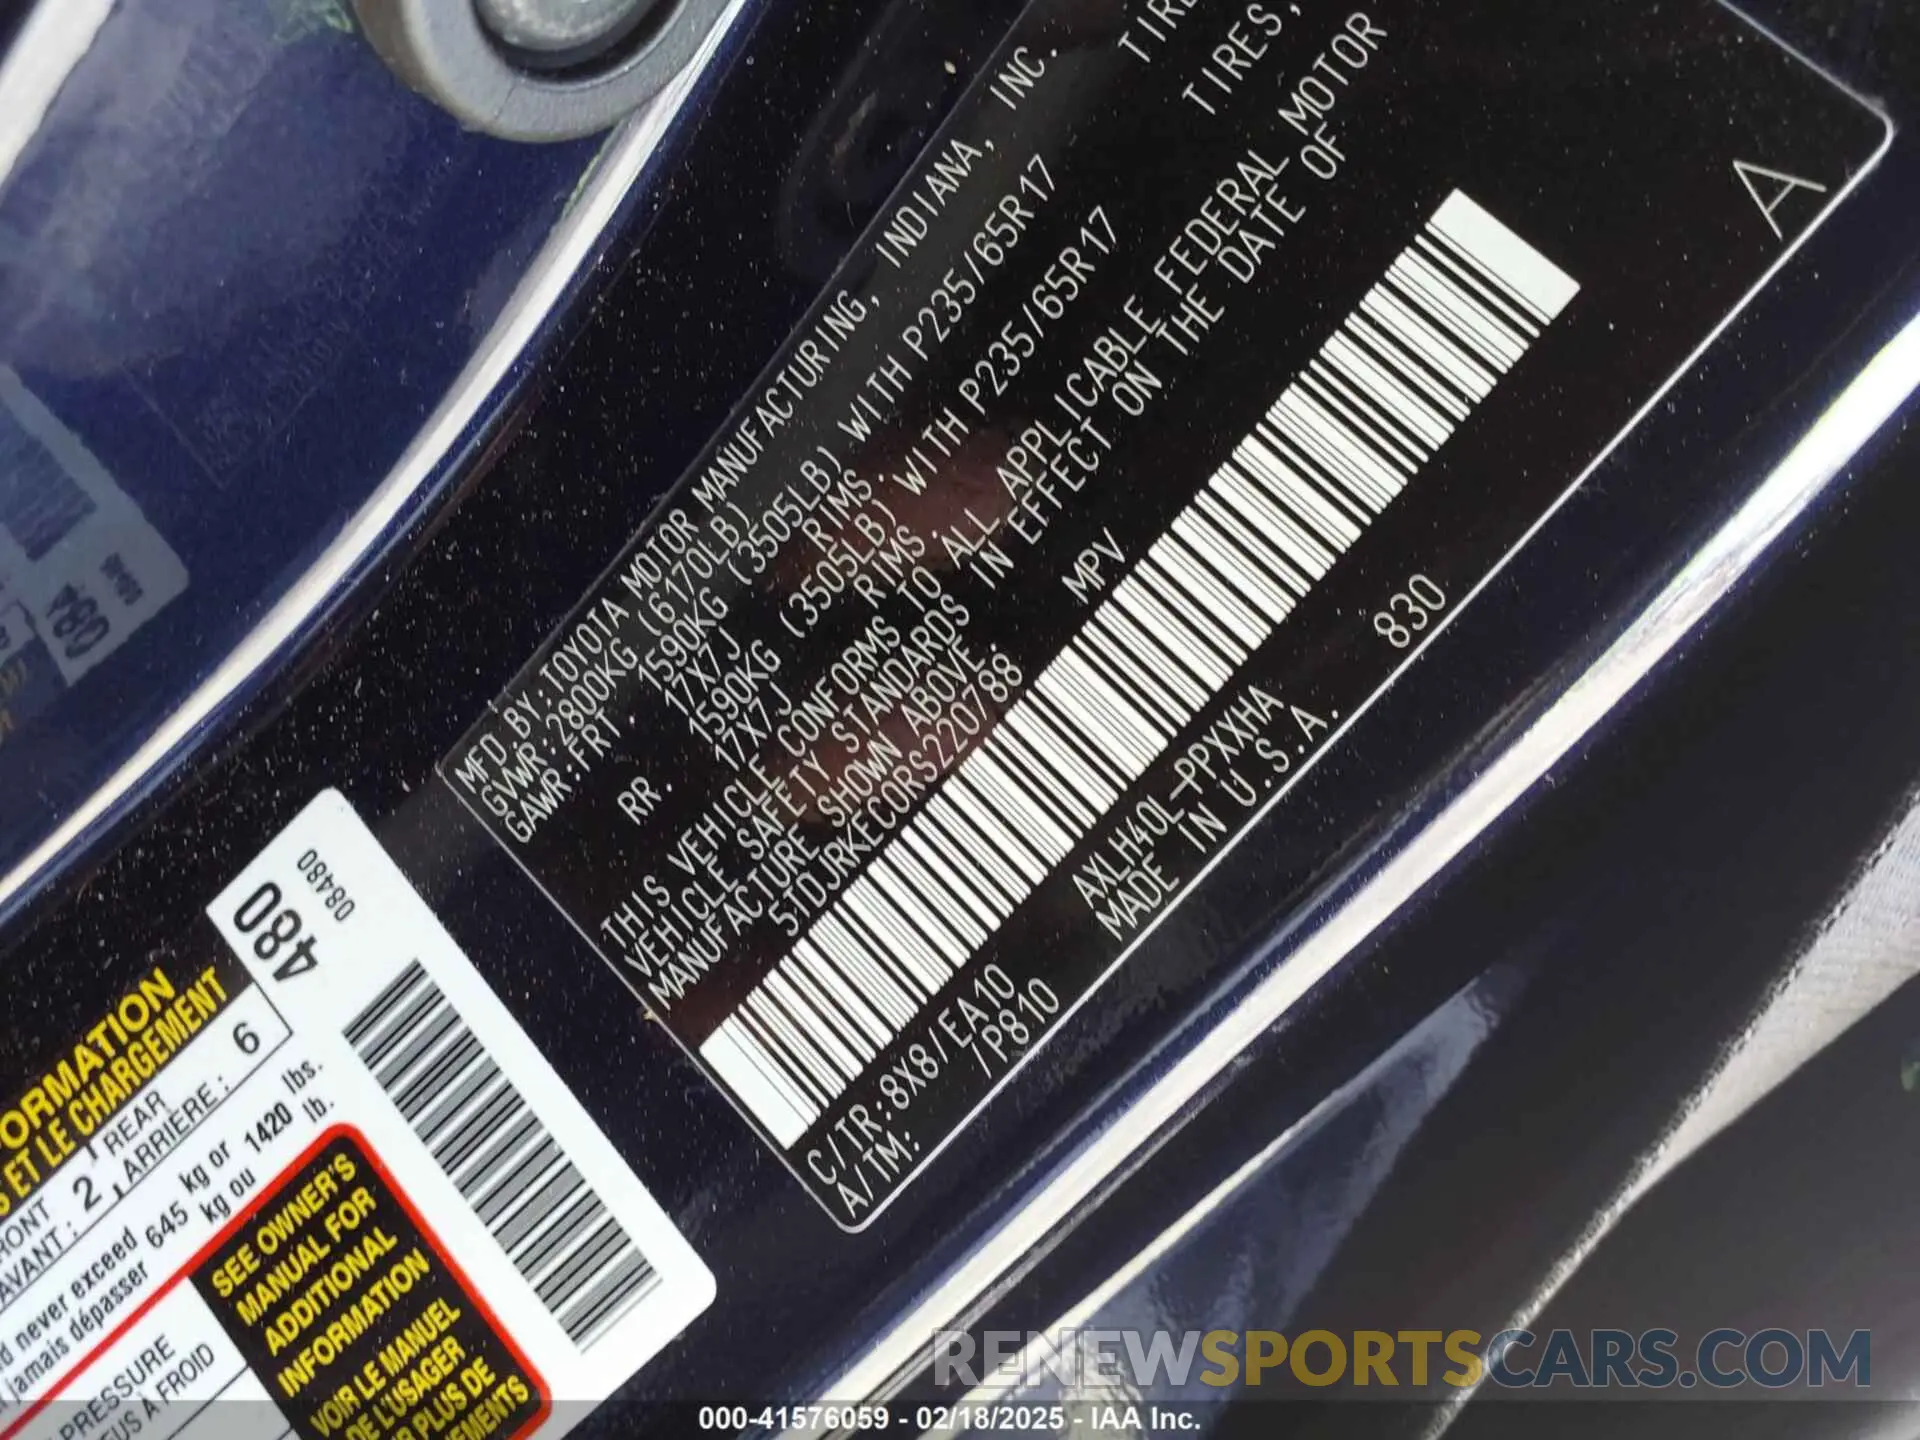 MFD.BY:TOYOTA MOTOR MANUFACTURING, INDIANA, INC.
GVWR:2800KG (6170LB)
GAWR:FRT 1590KG (3505LB) WITH P235/65R17 TIRES,
17X7J RIMS
RR. 1590KG (3505LB) WITH P235/65R17 TIRES,
17X7J RIMS.
THIS VEHICLE CONFORMS TO ALL APPLICABLE FEDERAL MOTOR
VEHICLE SAFETY STANDARDS IN EFFECT ON THE DATE OF
MANUFACTURE SHOWN ABOVE.
5TDJRKEC0RS220788 MPV
A
AXLH40L-PPXXHA 830
MADE IN U.S.A.
C/TR:8X8/EA10
A/TM: /P810
480
08480
ET LE CHARGEMENT
FRONT 2, REAR 6
AVANT: ARRIÈRE:
never exceed 645 kg or 1420 lbs.
jamais dépasser kg ou lb.
PRESSURE
À FROID
SEE OWNER'S
MANUAL FOR
ADDITIONAL
INFORMATION
VOIR LE MANUEL
DE L'USAGER
PLUS DE
480
RENEWSPORTSCARS.COM
000-41576059 - 02/18/2025 - IAA Inc.